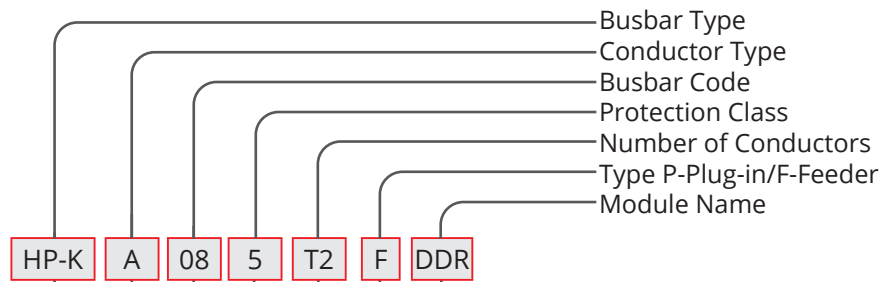 Busbar Type
Conductor Type
Busbar Code
Protection Class
Number of Conductors
Type P-Plug-in/F-Feeder
Module Name
HP-K A 08 5 T2 F DDR